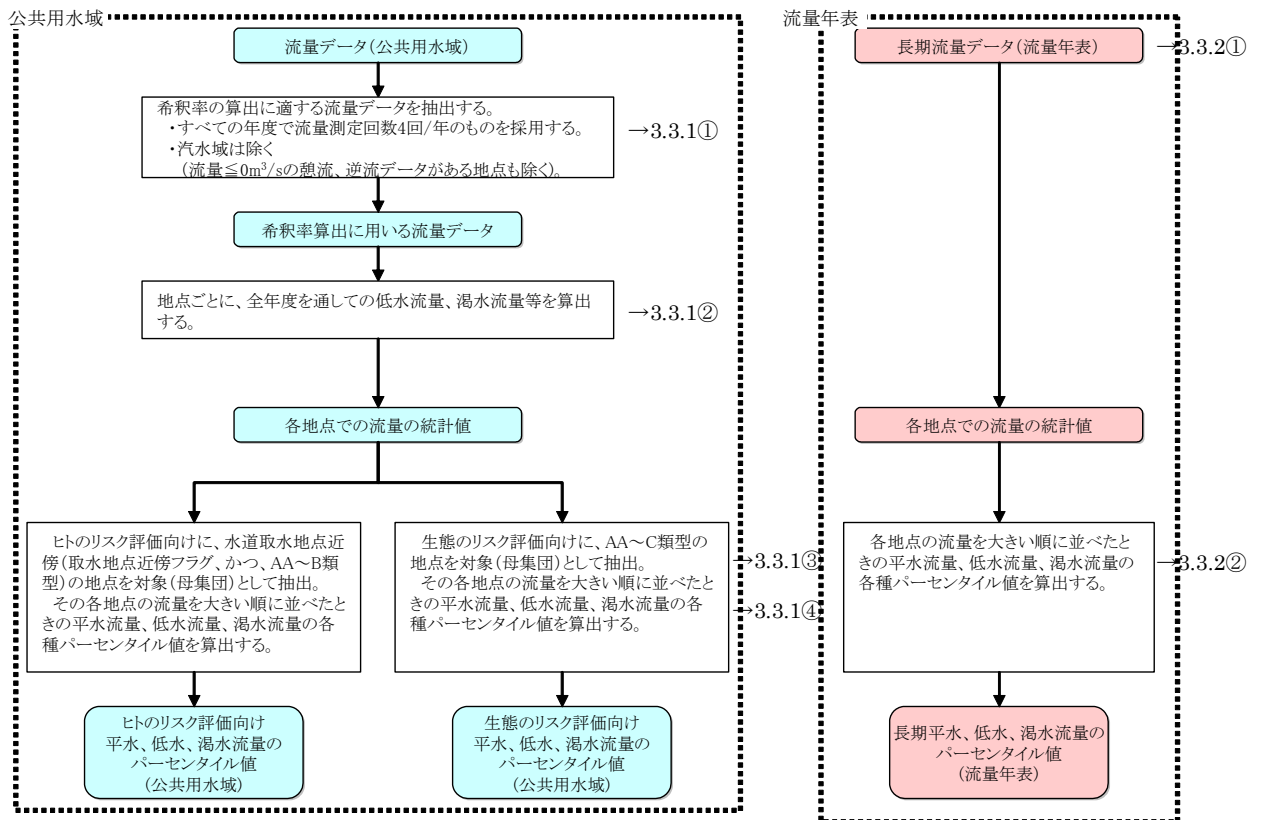 公共用水域
流量データ(公共用水域)
希釈率の算出に適する流量データを抽出する。
・すべての年度で流量測定回数4回/年のものを採用する。
・汽水域は除く
(流量≦0m³/sの憩流、逆流データがある地点も除く)。
→3.3.1①
希釈率算出に用いる流量データ
地点ごとに、全年度を通しての低水流量、渇水流量等を算出
する。
→3.3.1②
各地点での流量の統計値
ヒトのリスク評価向けに、水道取水地点近
傍(取水地点近傍フラグ、かつ、AA～B類
型)の地点を対象(母集団)として抽出。
その各地点の流量を大きい順に並べたと
きの平水流量、低水流量、渇水流量の各
種パーセンタイル値を算出する。
生態のリスク評価向けに、AA～C類型の
地点を対象(母集団)として抽出。
その各地点の流量を大きい順に並べたと
きの平水流量、低水流量、渇水流量の各
種パーセンタイル値を算出する。
→3.3.1③
→3.3.1④
ヒトのリスク評価向け
平水、低水、渇水流量の
パーセンタイル値
(公共用水域)
生態のリスク評価向け
平水、低水、渇水流量の
パーセンタイル値
(公共用水域)
流量年表
長期流量データ(流量年表)
→3.3.2①
各地点での流量の統計値
各地点の流量を大きい順に並べたと
きの平水流量、低水流量、渇水流量の
各種パーセンタイル値を算出する。
→3.3.2②
長期平水、低水、渇水流量の
パーセンタイル値
(流量年表)